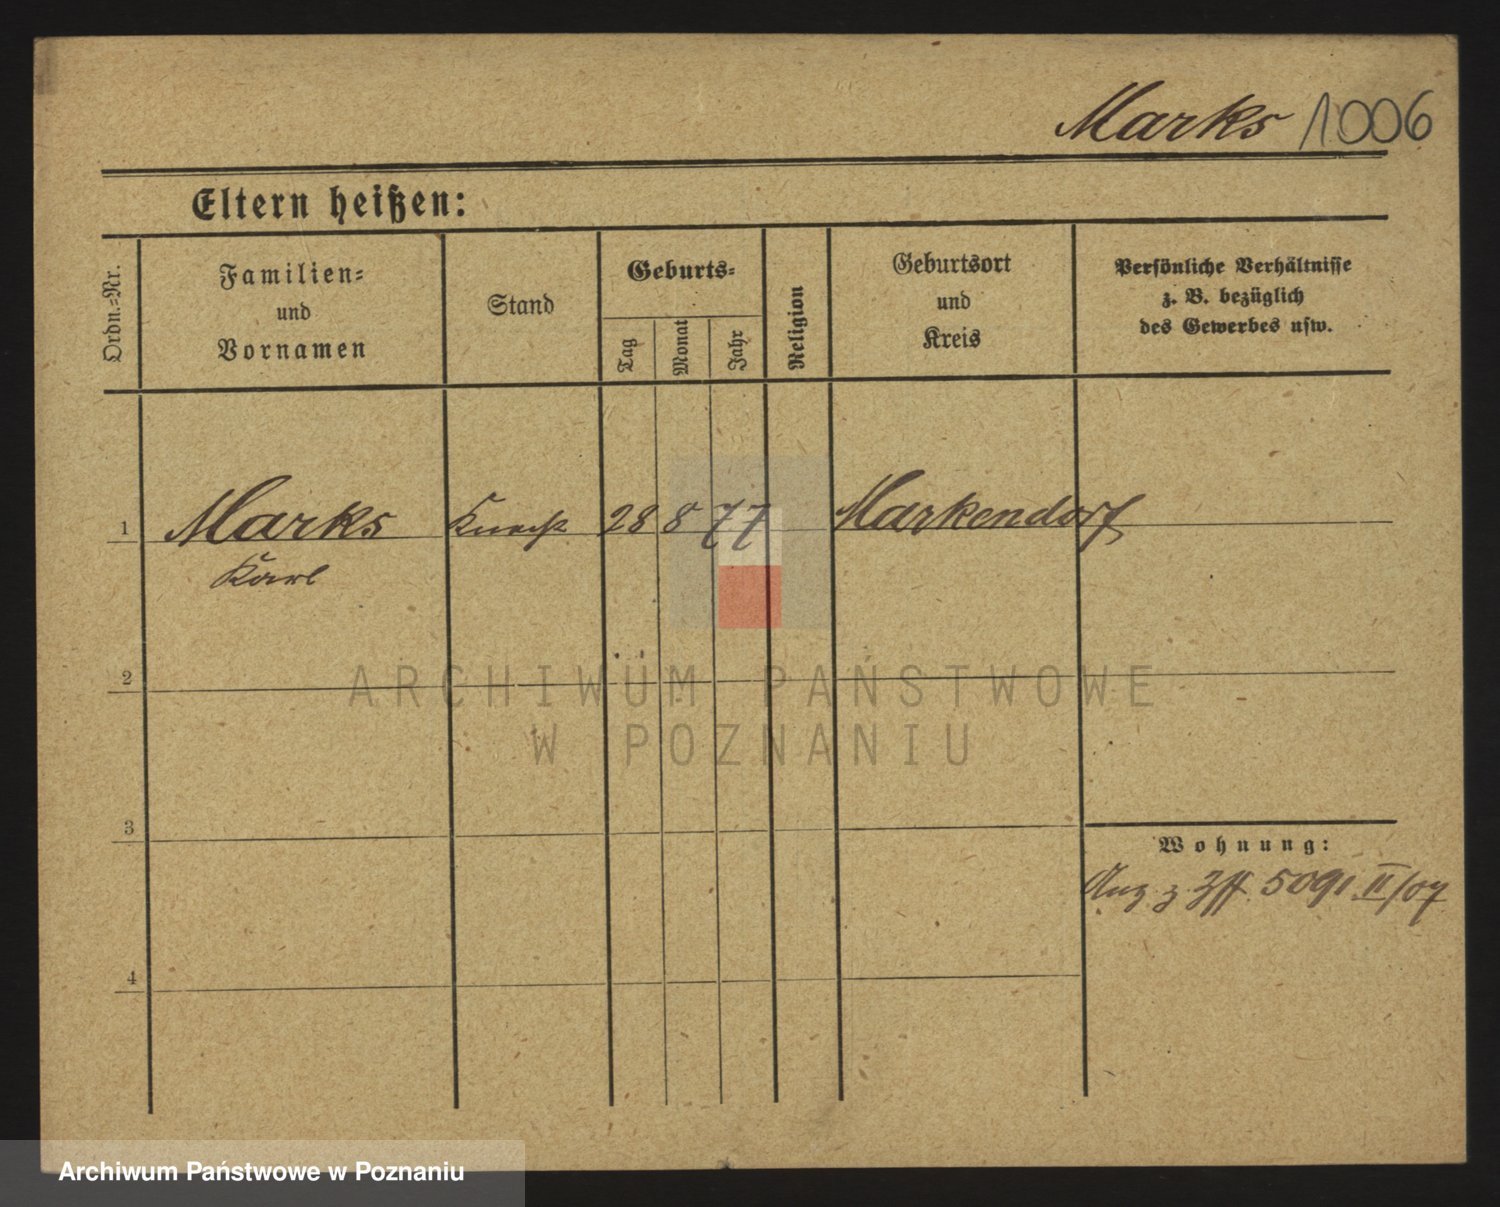 Marks 1006
Eltern heißen:
Ordn.-Nr.
Familien- und Vornamen
Stand
Geburts-
Tag
Monat
Jahr
Religion
Geburtsort und Kreis
Persönliche Verhältnisse
z. B. bezüglich
des Gewerbes usw.
1 Marks Knecht 28 8 77 Markendorf
Karl
2
ARCHIWUM PAŃSTWOWE
W POZNANIU
3
Wohnung:
5091 II/07
4
Archiwum Państwowe w Poznaniu